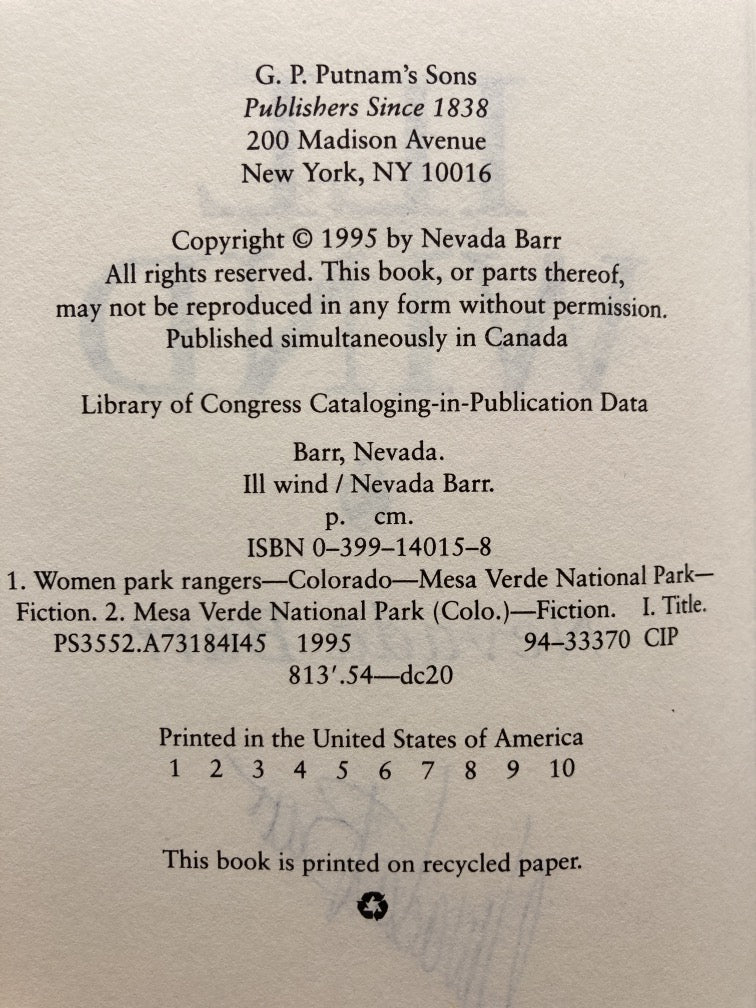 G. P. Putnam's Sons
Publishers Since 1838
200 Madison Avenue
New York, NY 10016
Copyright © 1995 by Nevada Barr
All rights reserved. This book, or parts thereof,
may not be reproduced in any form without permission.
Published simultaneously in Canada
Library of Congress Cataloging-in-Publication Data
Barr, Nevada.
Ill wind / Nevada Barr.
p. cm.
ISBN 0–399–14015–8
1. Women park rangers—Colorado—Mesa Verde National Park—
Fiction. 2. Mesa Verde National Park (Colo.)—Fiction. I. Title.
PS3552.A73184I45 1995 94–33370 CIP
813′.54—dc20
Printed in the United States of America
1 2 3 4 5 6 7 8 9 10
This book is printed on recycled paper.